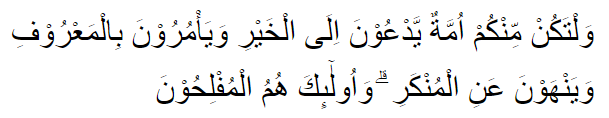 وَلْتَكُنْ مِّنْكُمْ اُمَّةٌ يَّدْعُوْنَ اِلَى الْخَيْرِ وَيَأْمُرُوْنَ بِالْمَعْرُوْفِ
وَيَنْهَوْنَ عَنِ الْمُنْكَرِ ۗ وَاُولٰۤىِٕكَ هُمُ الْمُفْلِحُوْنَ